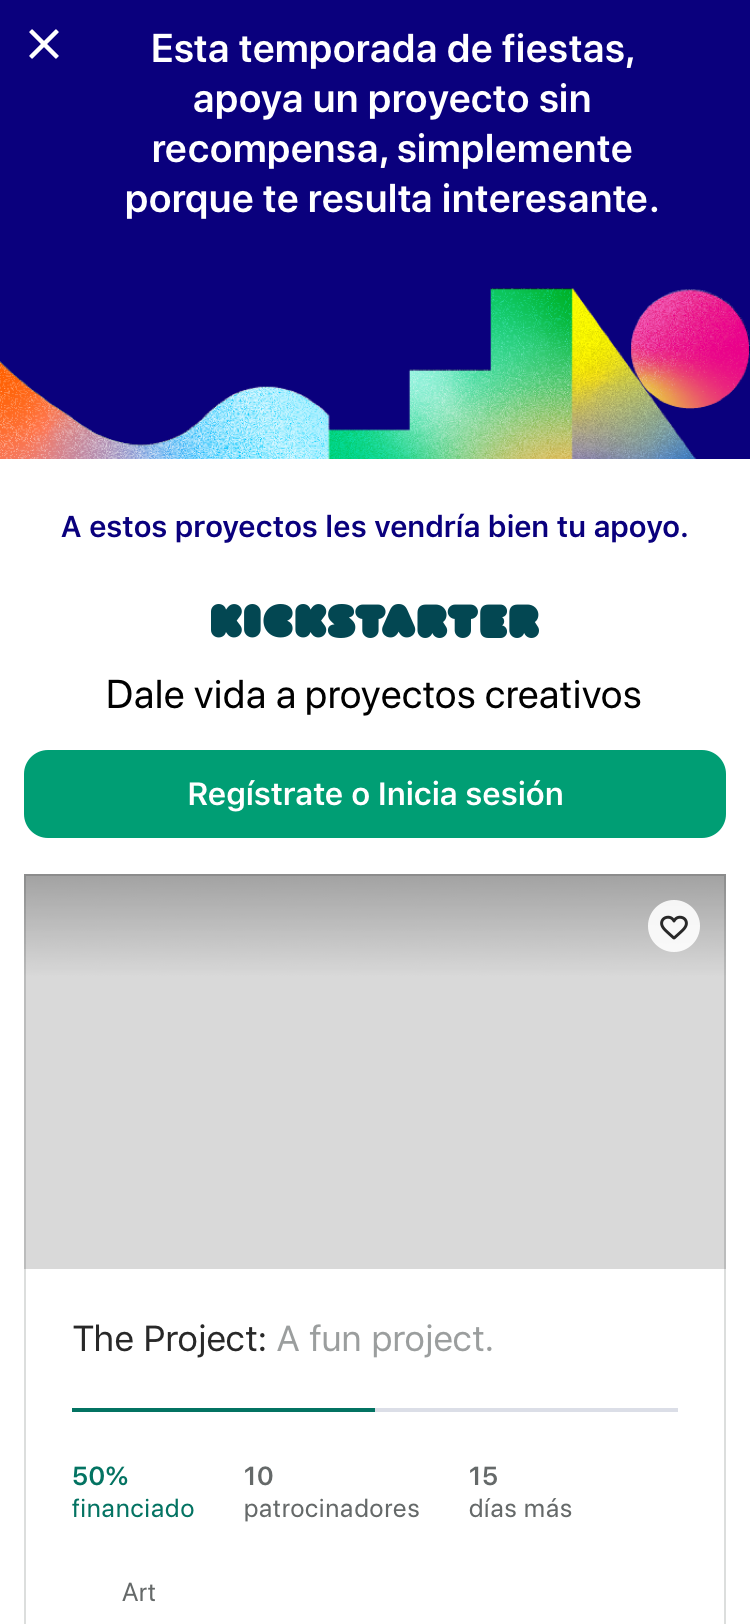 Esta temporada de fiestas,
apoya un proyecto sin
recompensa, simplemente
porque te resulta interesante.
A estos proyectos les vendría bien tu apoyo.
KICKSTARTER
Dale vida a proyectos creativos
Regístrate o Inicia sesión
The Project: A fun project.
50%
financiado
10
patrocinadores
15
días más
Art